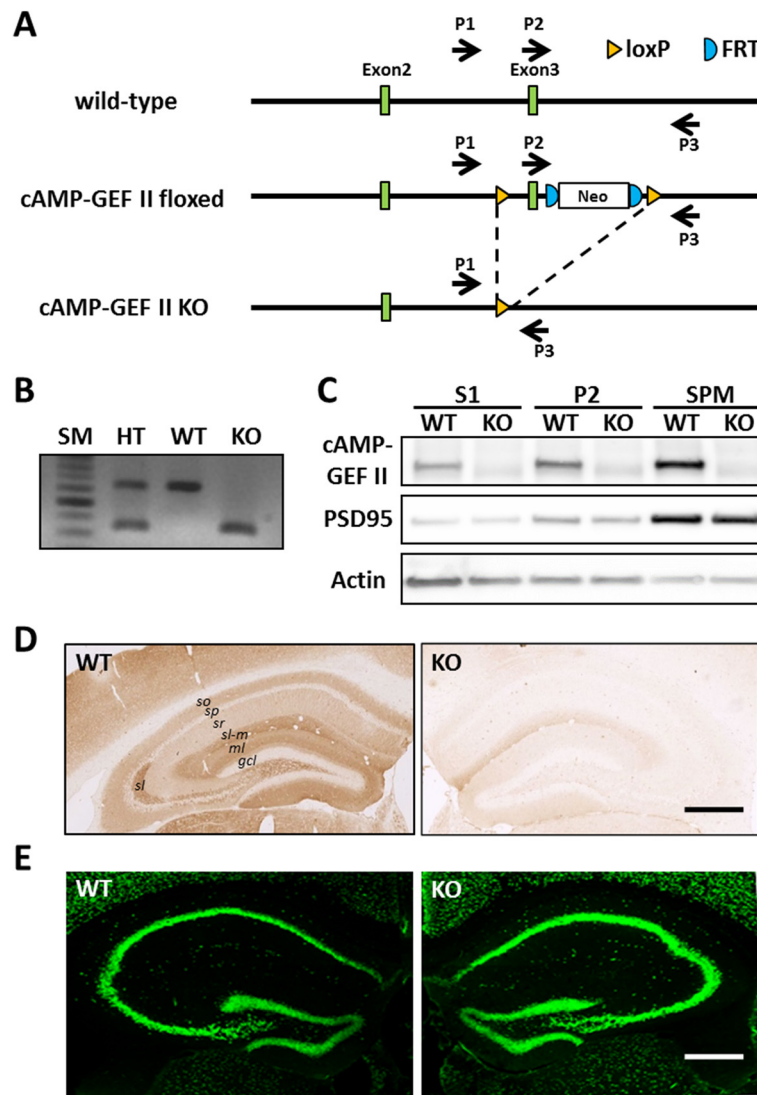 A
P1 P2
loxP FRT
Exon2 Exon3
wild-type
P3
P1 P2
cAMP-GEF II floxed
Neo
P3
P1
cAMP-GEF II KO
P3
B
SM HT WT KO
C
S1 P2 SPM
WT KO WT KO WT KO
cAMP-
GEF II
PSD95
Actin
D
WT
so
sp
sr
sl-m
ml
gcl
sl
KO
E
WT
KO